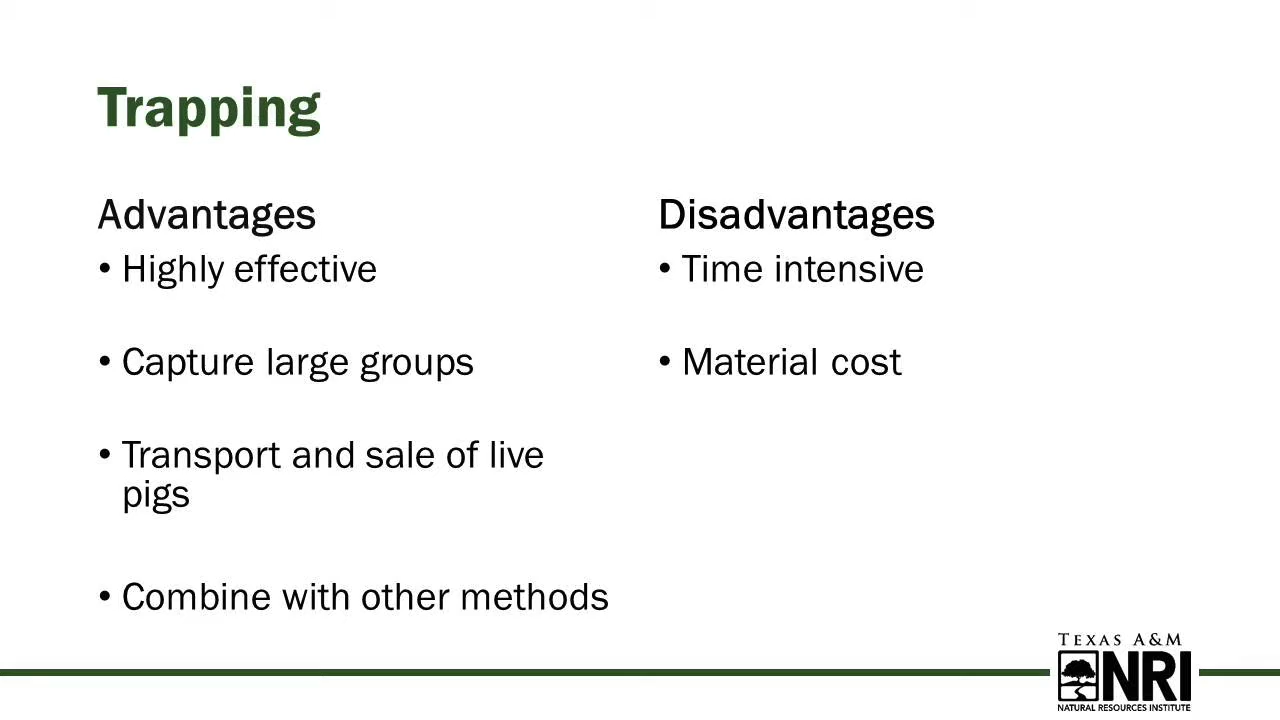 Trapping
Advantages
• Highly effective
• Capture large groups
• Transport and sale of live
pigs
• Combine with other methods
Disadvantages
• Time intensive
• Material cost
TEXAS A&M
NRI
NATURAL RESOURCES INSTITUTE